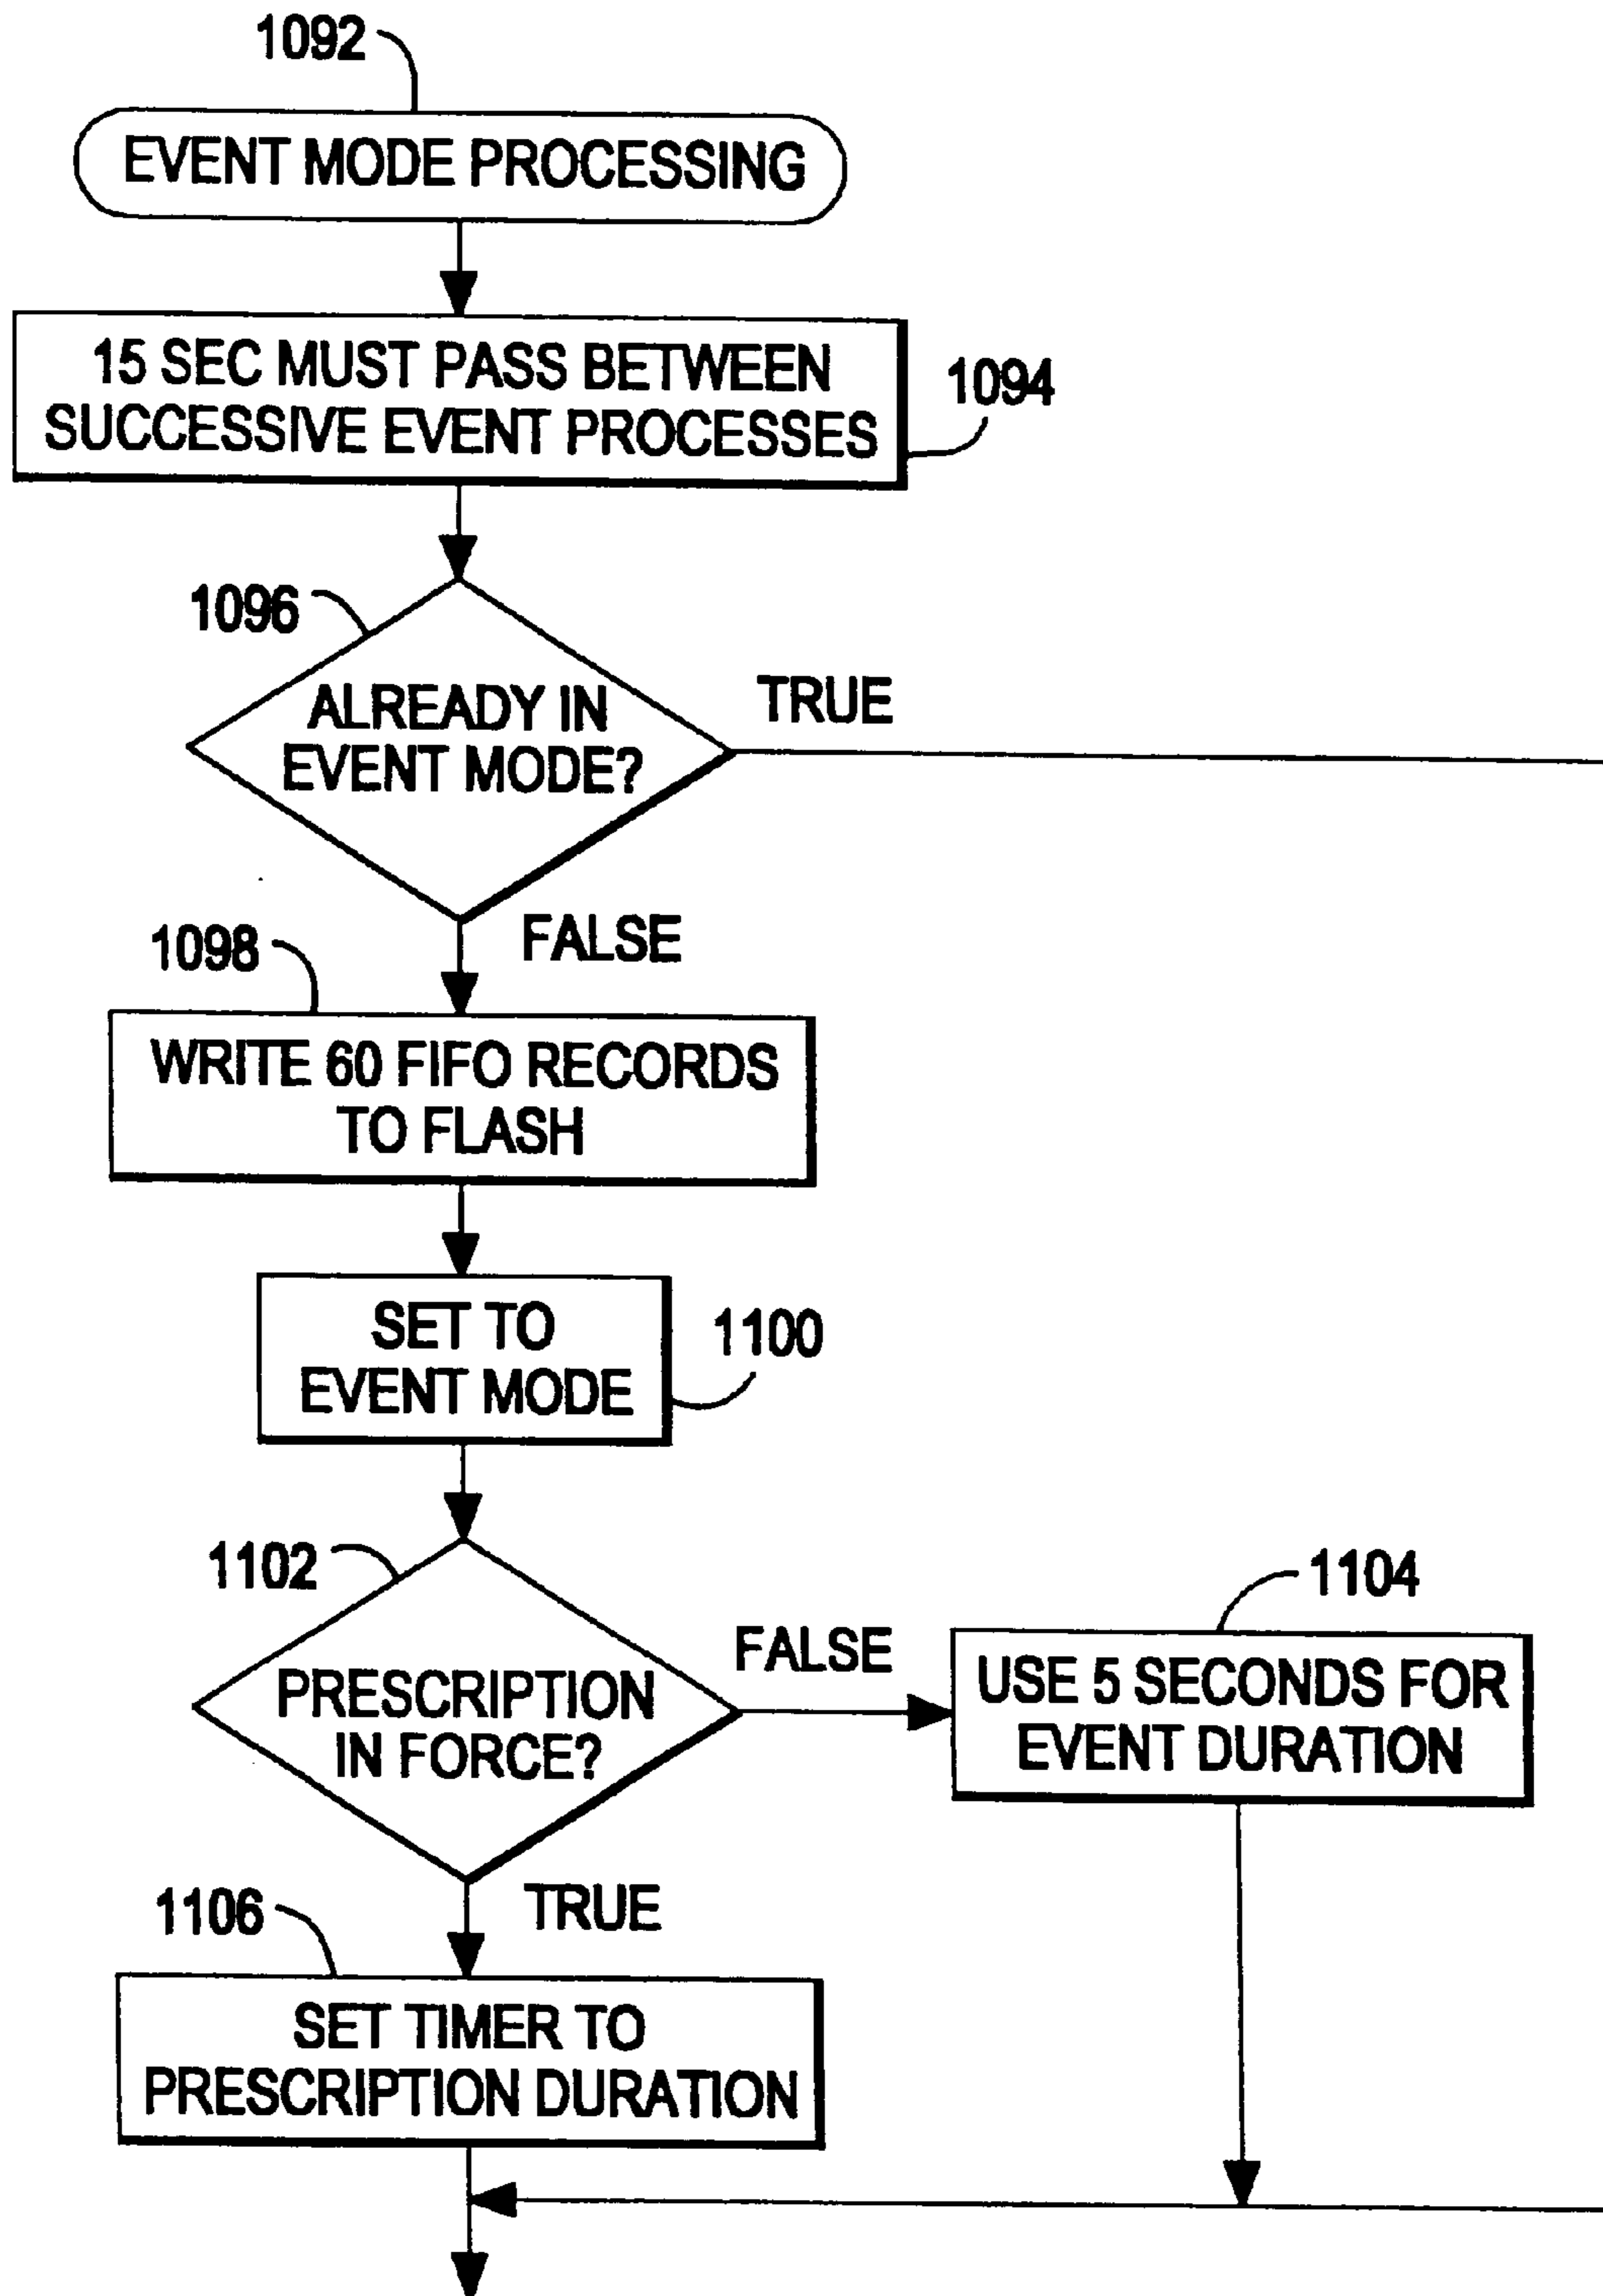 1092
EVENT MODE PROCESSING
15 SEC MUST PASS BETWEEN
SUCCESSIVE EVENT PROCESSES
1094
1096
ALREADY IN
EVENT MODE?
TRUE
FALSE
1098
WRITE 60 FIFO RECORDS
TO FLASH
SET TO
EVENT MODE
1100
1102
PRESCRIPTION
IN FORCE?
FALSE
1104
USE 5 SECONDS FOR
EVENT DURATION
TRUE
1106
SET TIMER TO
PRESCRIPTION DURATION